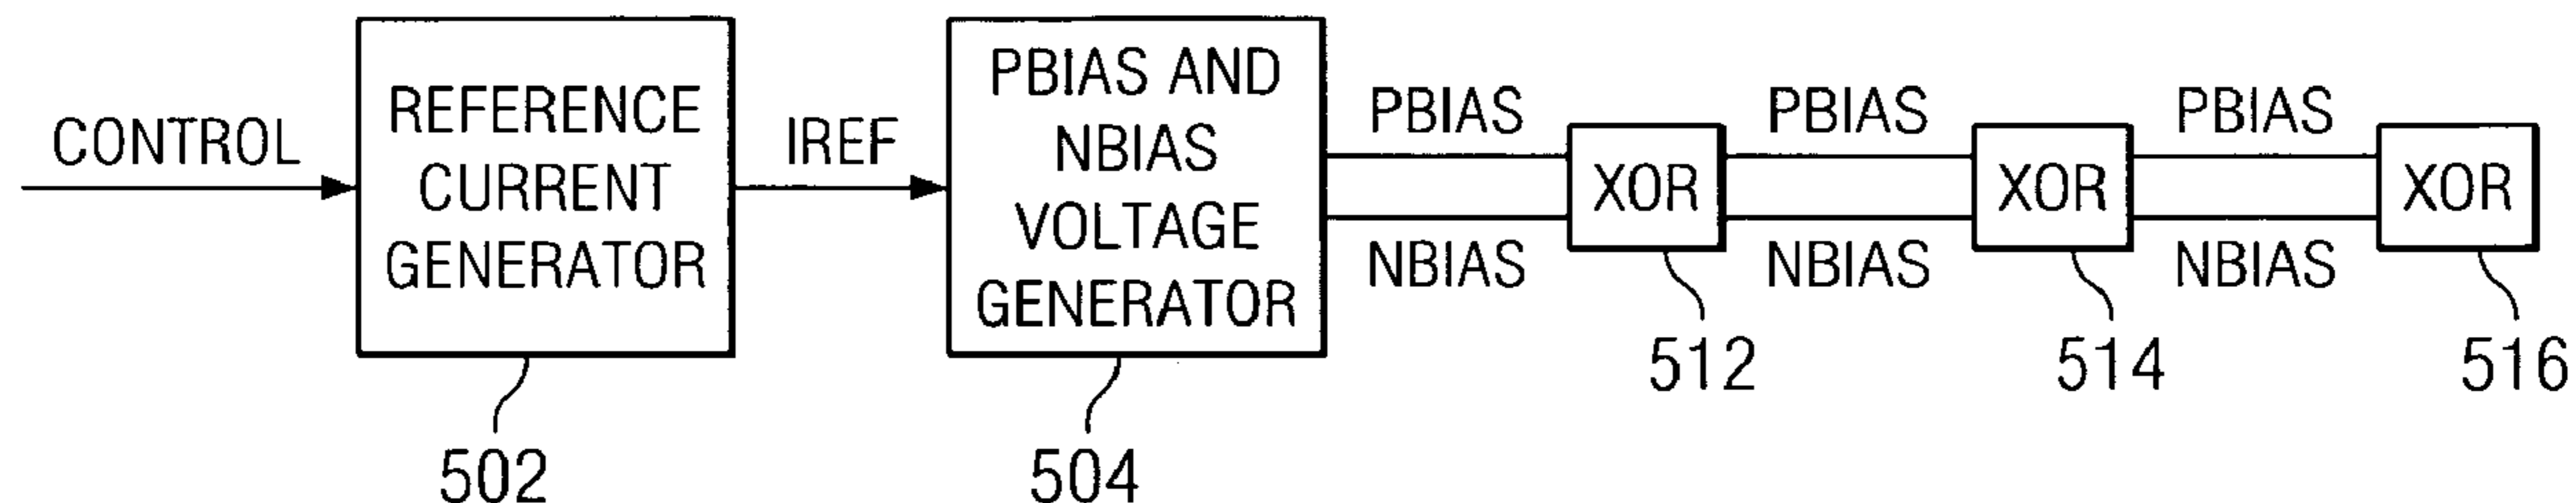 CONTROL
REFERENCE
CURRENT
GENERATOR
502
IREF
PBIAS AND
NBIAS
VOLTAGE
GENERATOR
504
PBIAS
NBIAS
XOR
512
PBIAS
NBIAS
XOR
514
PBIAS
NBIAS
XOR
516